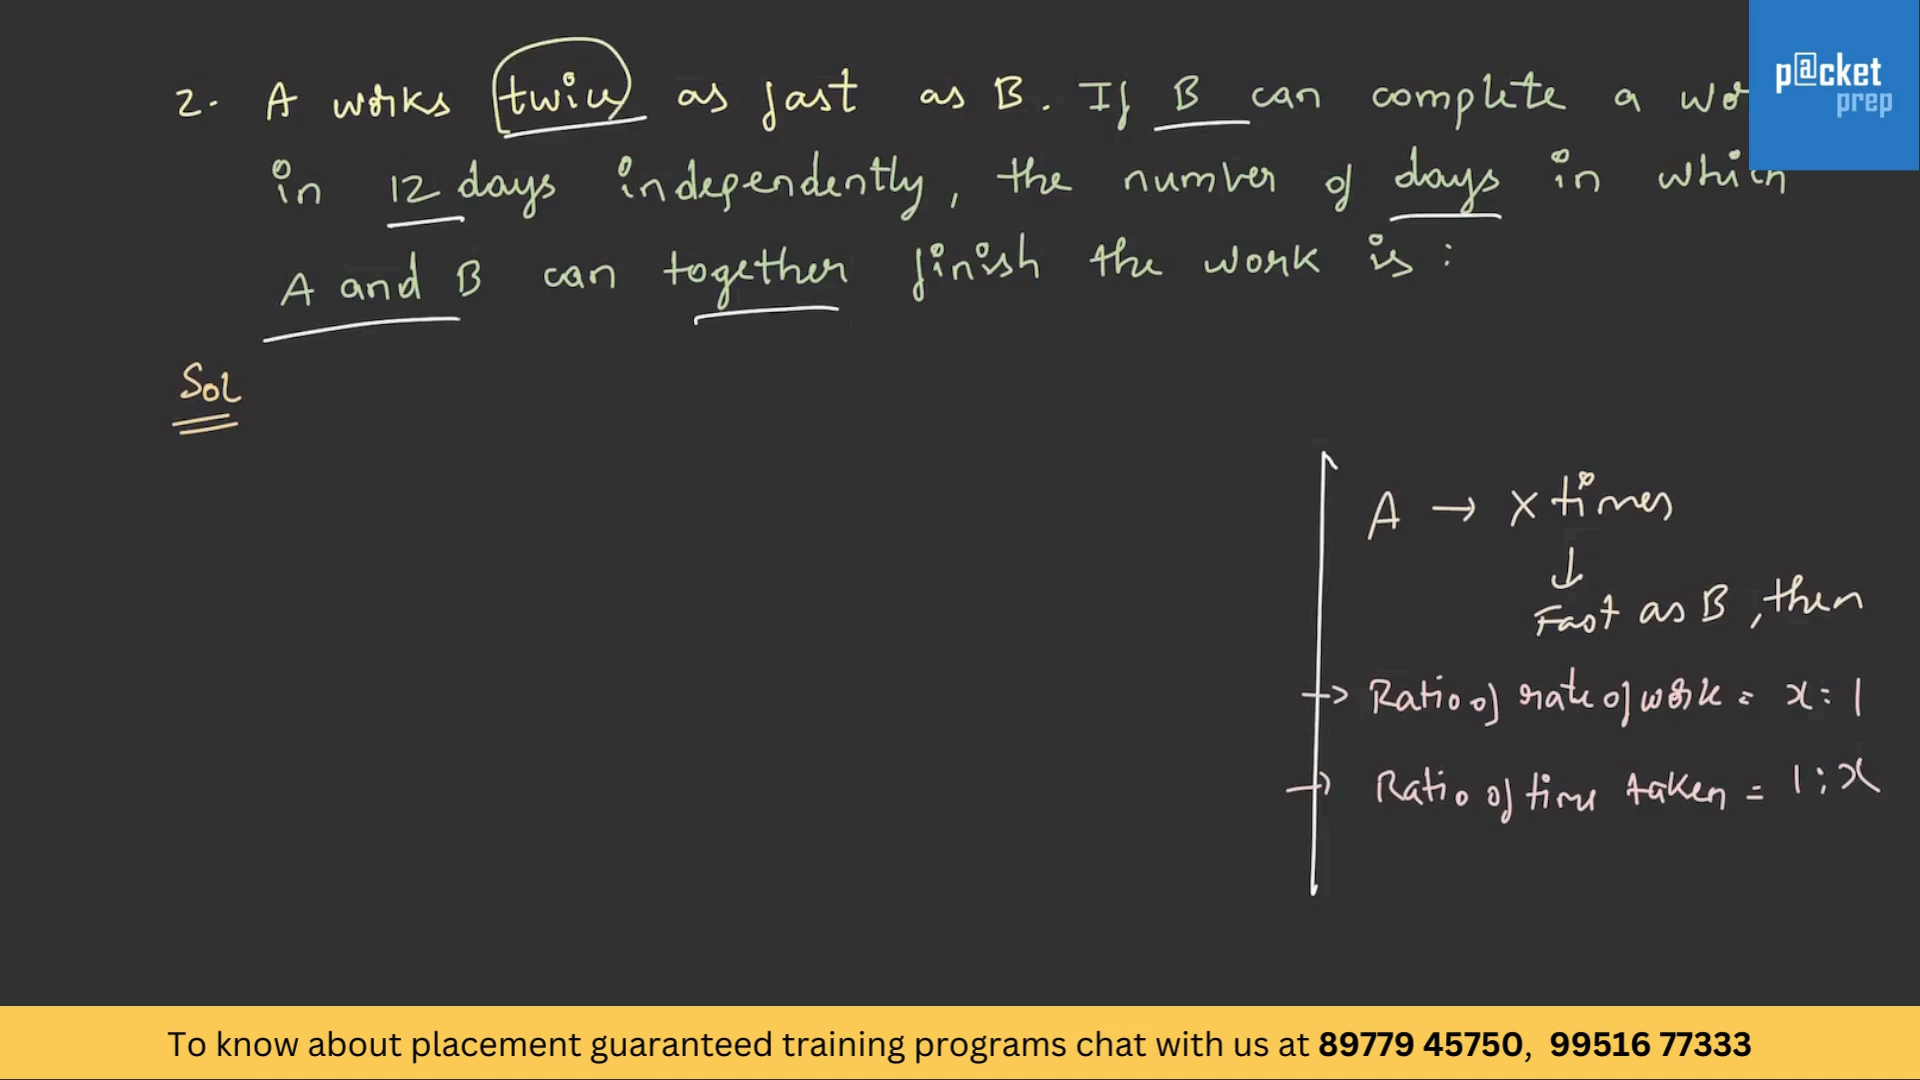 p@cket
prep
2. A works twice as fast as B. If B can complete a wo
in 12 days independently, the number of days in which
A and B can together finish the work is :
Sol
A → X times
↓
Fast as B, then
→ Ratio of rate of work = x : 1
→ Ratio of time taken = 1 : x
To know about placement guaranteed training programs chat with us at 89779 45750, 99516 77333